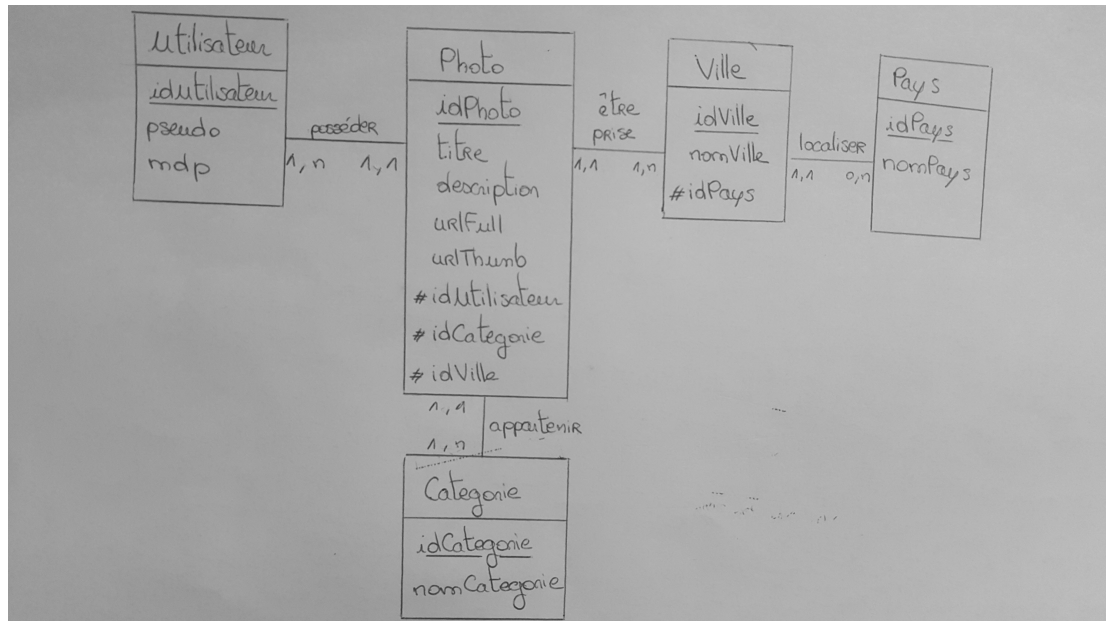 Utilisateur
idUtilisateur
pseudo
mdp
posséder
1,n 1,1
Photo
idPhoto
titre
description
urlFull
urlThumb
#idUtilisateur
#idCategorie
#idVille
être
prise
1,1 1,n
Ville
idVille
nomVille
#idPays
localiser
1,1 0,n
Pays
idPays
nomPays
1,1
appartenir
1,n
Categorie
idCategorie
nomCategorie